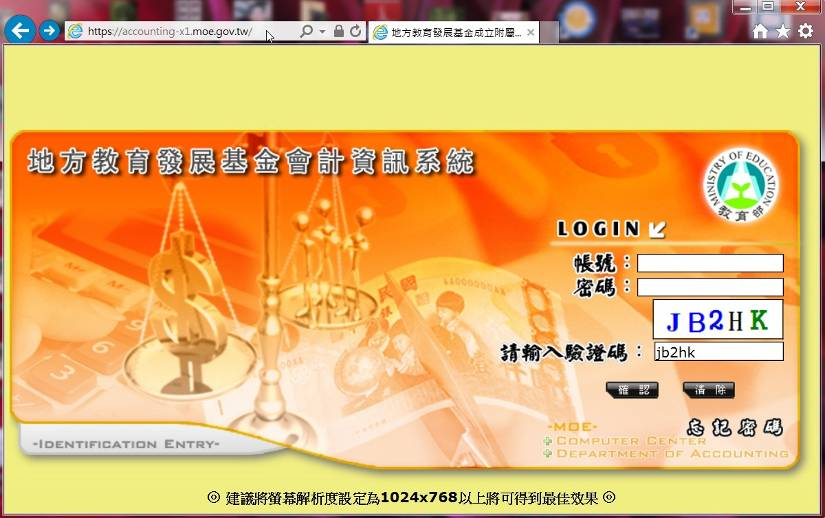 https://accounting-x1.moe.gov.tw/
地方教育發展基金成立附屬...
地方教育發展基金會計資訊系統
MINISTRY OF EDUCATION
教育部
LOGIN
帳號：
密碼：
JB2HK
請輸入驗證碼：
jb2hk
確認
清除
忘記密碼
-MOE-
COMPUTER CENTER
DEPARTMENT OF ACCOUNTING
-IDENTIFICATION ENTRY-
◎ 建議將螢幕解析度設定為1024x768以上將可得到最佳效果 ◎